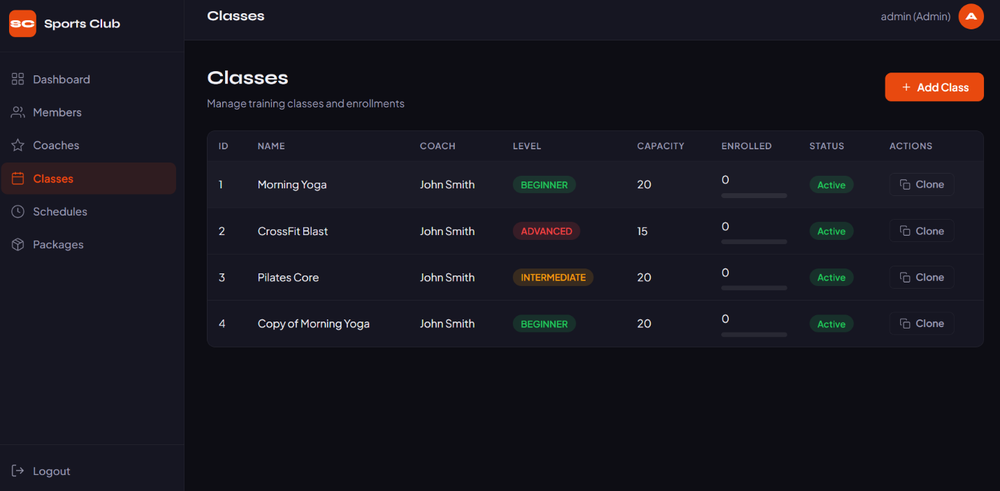 SC Sports Club
Classes
admin (Admin) A
Dashboard
Members
Coaches
Classes
Schedules
Packages
Logout
Classes
Manage training classes and enrollments
+ Add Class
ID NAME COACH LEVEL CAPACITY ENROLLED STATUS ACTIONS
1 Morning Yoga John Smith BEGINNER 20 0 Active Clone
2 CrossFit Blast John Smith ADVANCED 15 0 Active Clone
3 Pilates Core John Smith INTERMEDIATE 20 0 Active Clone
4 Copy of Morning Yoga John Smith BEGINNER 20 0 Active Clone